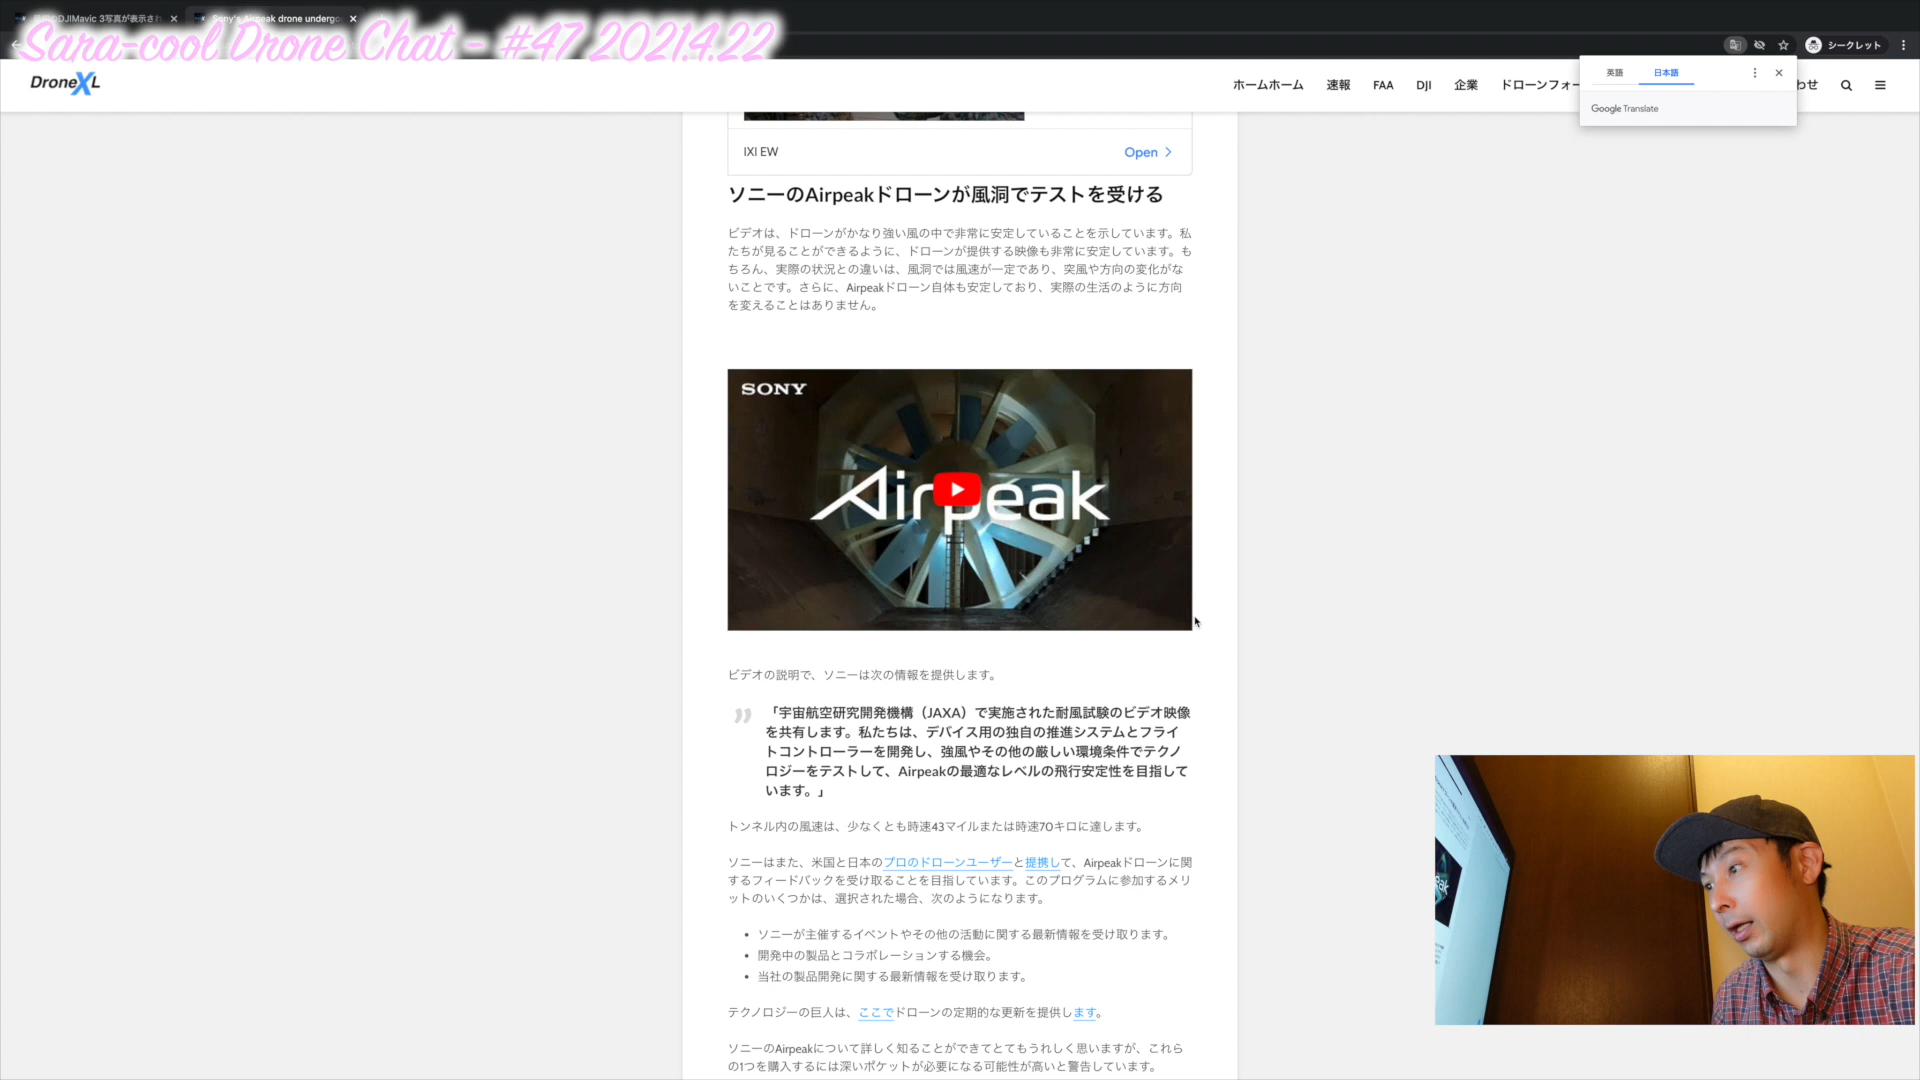 のDJIMavic 3写真が表示され
Sony's Airpeak drone undergo
Sara-cool Drone Chat - #47 2021.4.22
シークレット
DroneXL
ホームホーム
速報
FAA
DJI
企業
ドローンフォー
わせ
英語
日本語
Google Translate
IXI EW
Open
ソニーのAirpeakドローンが風洞でテストを受ける
ビデオは、ドローンがかなり強い風の中で非常に安定していることを示しています。私
たちが見ることができるように、ドローンが提供する映像も非常に安定しています。も
ちろん、実際の状況との違いは、風洞では風速が一定であり、突風や方向の変化がな
いことです。さらに、Airpeakドローン自体も安定しており、実際の生活のように方向
を変えることはありません。
SONY
Airpeak
ビデオの説明で、ソニーは次の情報を提供します。
「宇宙航空研究開発機構（JAXA）で実施された耐風試験のビデオ映像
を共有します。私たちは、デバイス用の独自の推進システムとフライ
トコントローラーを開発し、強風やその他の厳しい環境条件でテクノ
ロジーをテストして、Airpeakの最適なレベルの飛行安定性を目指して
います。」
トンネル内の風速は、少なくとも時速43マイルまたは時速70キロに達します。
ソニーはまた、米国と日本のプロのドローンユーザーと提携して、Airpeakドローンに関
するフィードバックを受け取ることを目指しています。このプログラムに参加するメリ
ットのいくつかは、選択された場合、次のようになります。
• ソニーが主催するイベントやその他の活動に関する最新情報を受け取ります。
• 開発中の製品とコラボレーションする機会。
• 当社の製品開発に関する最新情報を受け取ります。
テクノロジーの巨人は、ここでドローンの定期的な更新を提供します。
ソニーのAirpeakについて詳しく知ることができてとてもうれしく思いますが、これら
の1つを購入するには深いポケットが必要になる可能性が高いと警告しています。